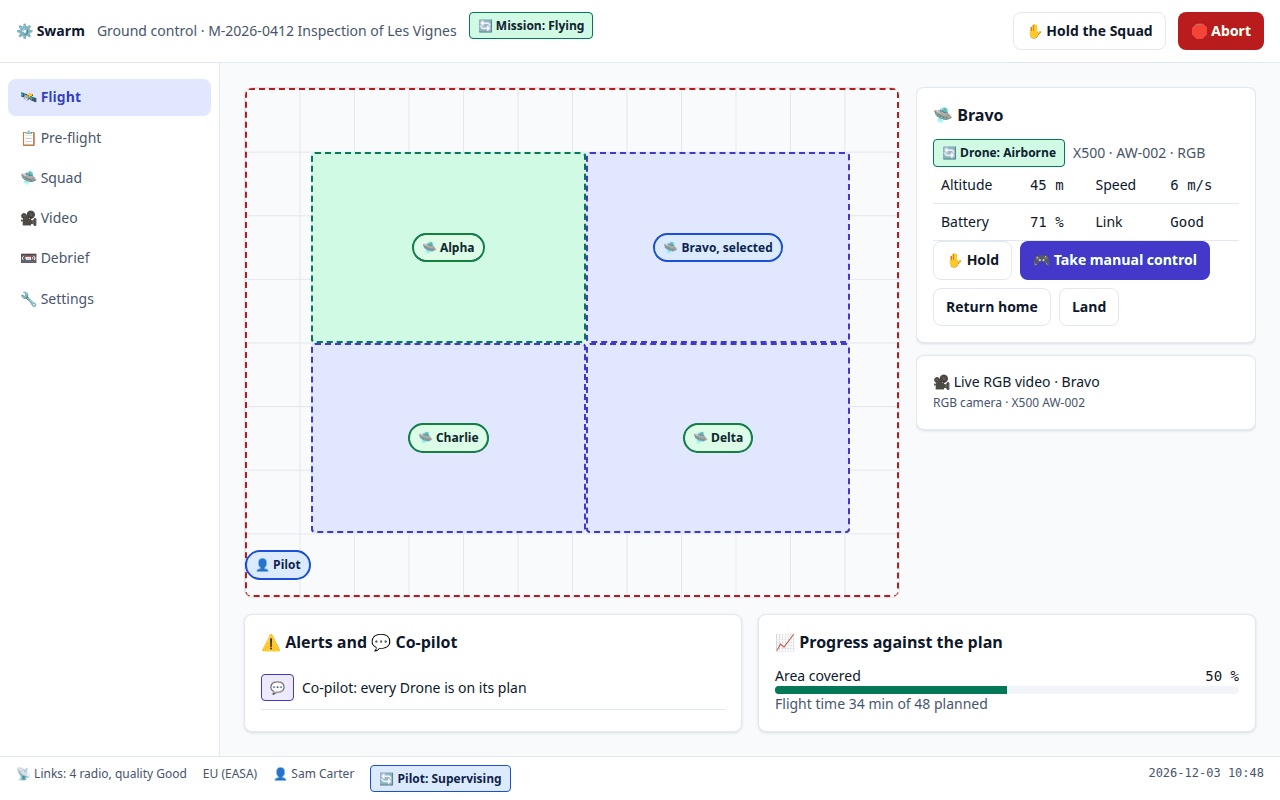 ⚙️ Swarm Ground control · M-2026-0412 Inspection of Les Vignes 🔄 Mission: Flying ✋ Hold the Squad 🛑 Abort
🛰️ Flight
📋 Pre-flight
🛸 Squad
🎥 Video
📼 Debrief
🔧 Settings
🛸 Alpha
🛸 Bravo, selected
🛸 Charlie
🛸 Delta
👤 Pilot
🛸 Bravo
🔄 Drone: Airborne X500 · AW-002 · RGB
Altitude 45 m Speed 6 m/s
Battery 71 % Link Good
✋ Hold 🎮 Take manual control
Return home Land
🎥 Live RGB video · Bravo
RGB camera · X500 AW-002
⚠️ Alerts and 💬 Co-pilot
💬 Co-pilot: every Drone is on its plan
📈 Progress against the plan
Area covered 50 %
Flight time 34 min of 48 planned
📡 Links: 4 radio, quality Good EU (EASA) 👤 Sam Carter 🔄 Pilot: Supervising 2026-12-03 10:48